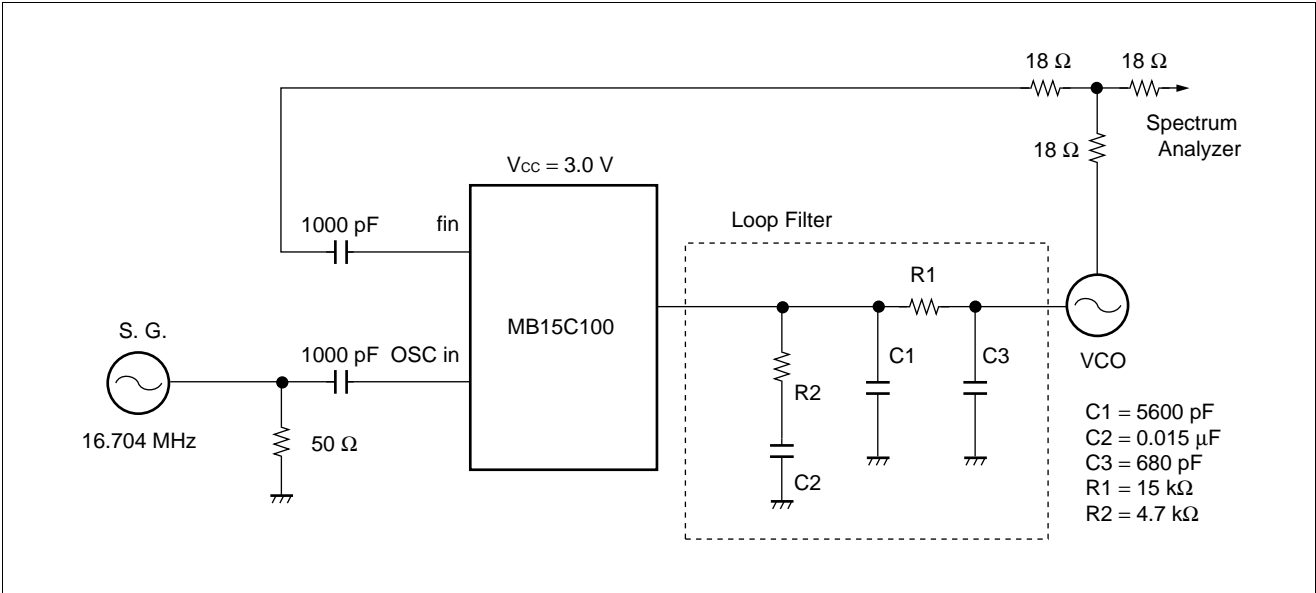 18 Ω
18 Ω
Spectrum
Analyzer
18 Ω
Vcc = 3.0 V
1000 pF
fin
Loop Filter
R1
MB15C100
S. G.
1000 pF
OSC in
C1
C3
VCO
R2
16.704 MHz
50 Ω
C2
C1 = 5600 pF
C2 = 0.015 μF
C3 = 680 pF
R1 = 15 kΩ
R2 = 4.7 kΩ